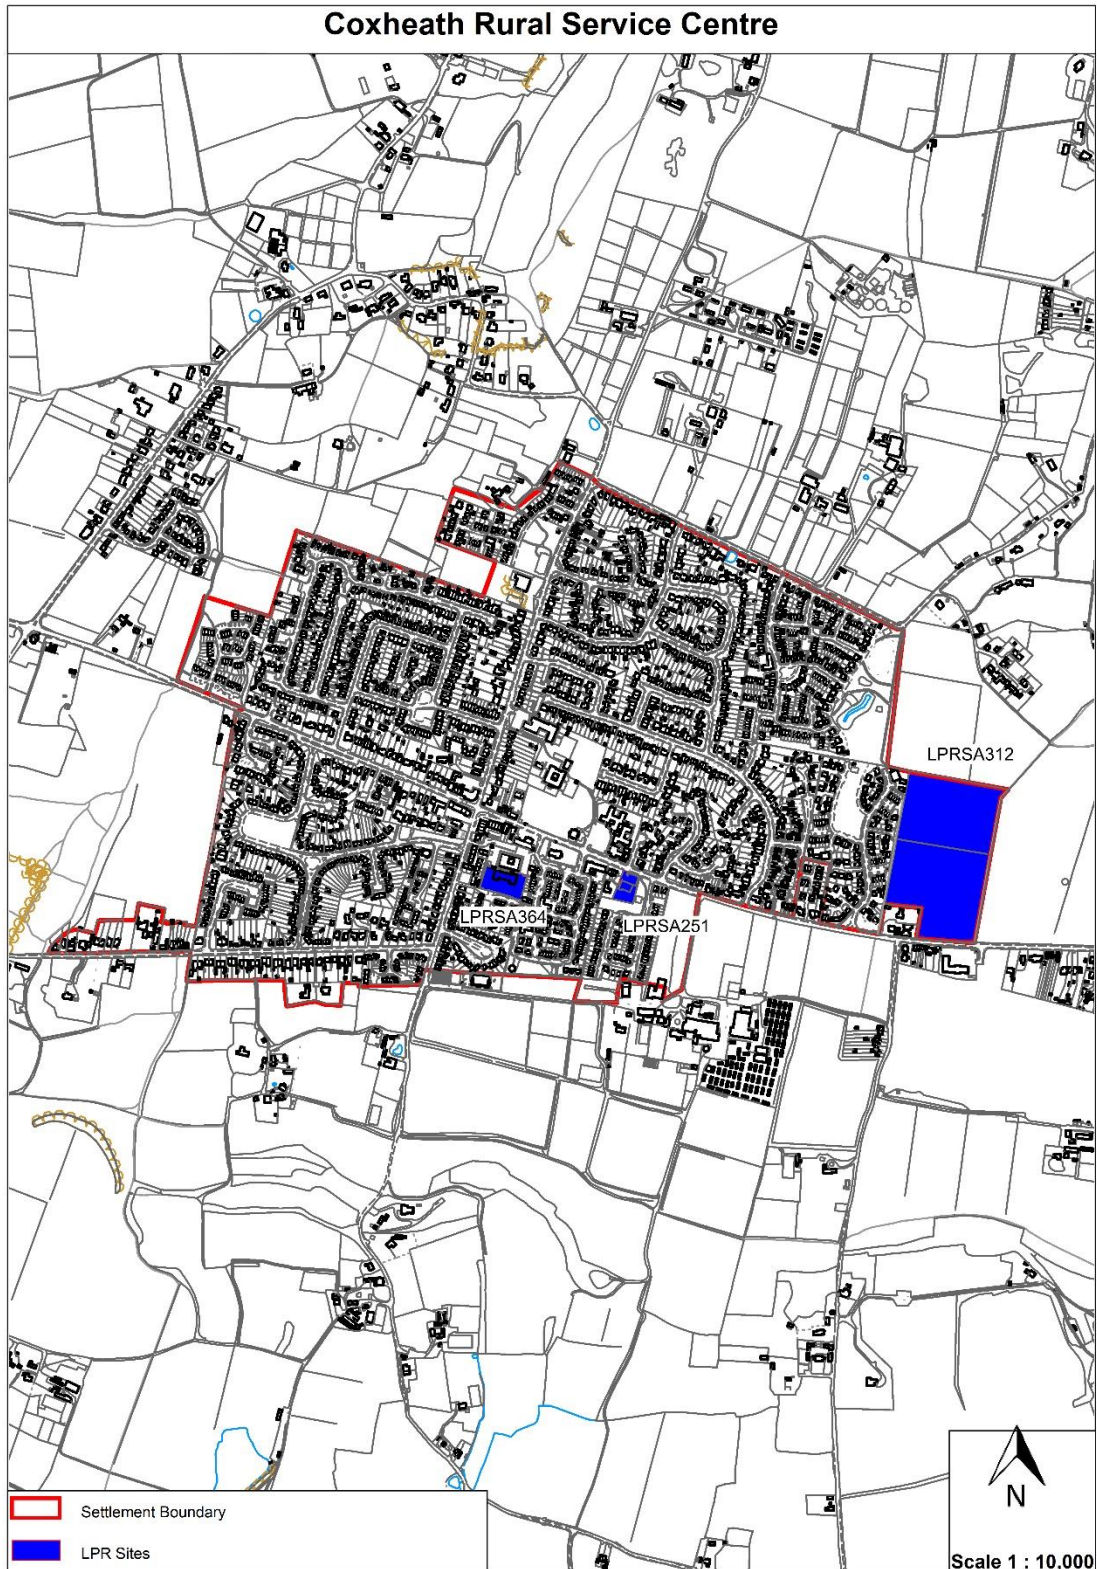 Coxheath Rural Service Centre
LPRSA312
LPRSA364
LPRSA251
N
Settlement Boundary
LPR Sites
Scale 1 : 10,000